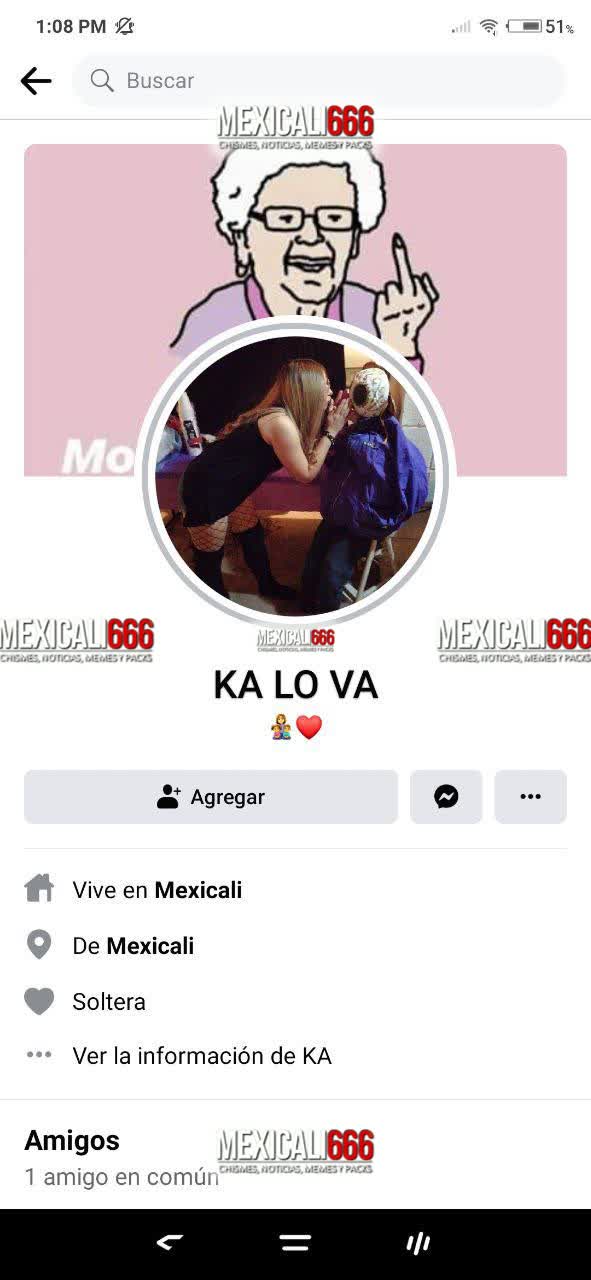 1:08 PM
51%
Buscar
MEXICALI666
CHISMES, NOTICIAS, MEMES Y PACKS
Mo
MEXICALI666
CHISMES, NOTICIAS, MEMES Y PACKS
MEXICALI666
CHISMES, NOTICIAS, MEMES Y PACKS
MEXICALI666
CHISMES, NOTICIAS, MEMES Y PACKS
KA LO VA
Agregar
Vive en Mexicali
De Mexicali
Soltera
Ver la información de KA
Amigos
MEXICALI666
CHISMES, NOTICIAS, MEMES Y PACKS
1 amigo en común